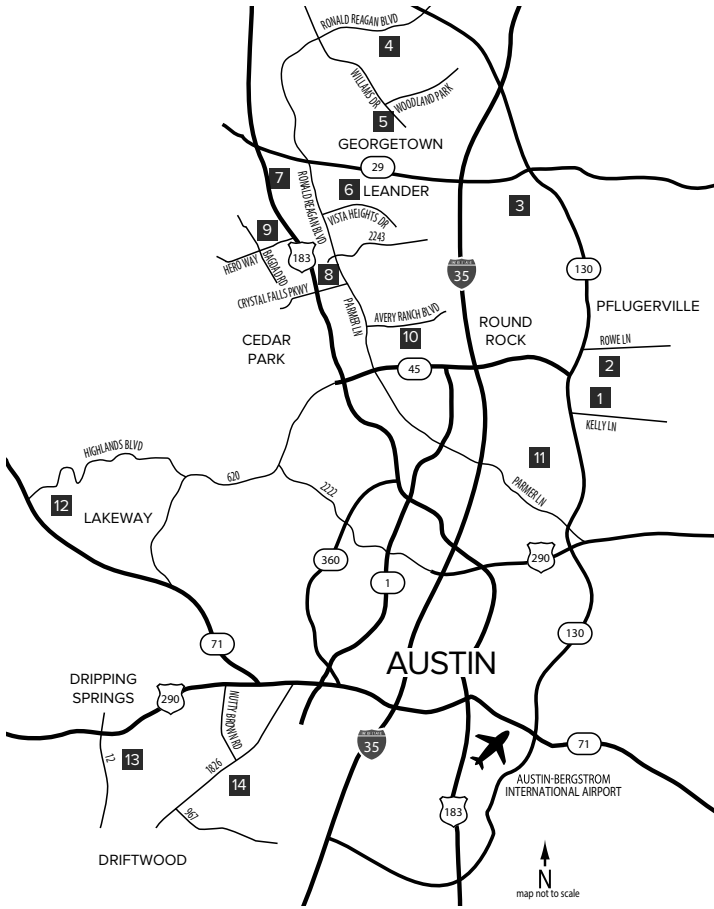 RONALD REAGAN BLVD
4
WILLIAMS DR
WOODLAND PARK
5
GEORGETOWN
29
7
RONALD REAGAN BLVD
6
LEANDER
3
VISTA HEIGHTS DR
9
2243
HERO WAY
BAGDAD RD
183
8
35
130
CRYSTAL FALLS PKWY
PARMER LN
AVERY RANCH BLVD
PFLUGERVILLE
CEDAR
PARK
10
ROUND
ROCK
ROWE LN
2
45
1
KELLY LN
HIGHLANDS BLVD
620
11
2222
PARMER LN
12
LAKEWAY
360
1
290
71
130
AUSTIN
DRIPPING
SPRINGS
290
NUTTY BROWN RD
35
71
12
13
1826
14
AUSTIN-BERGSTROM
INTERNATIONAL AIRPORT
967
183
DRIFTWOOD
N
map not to scale